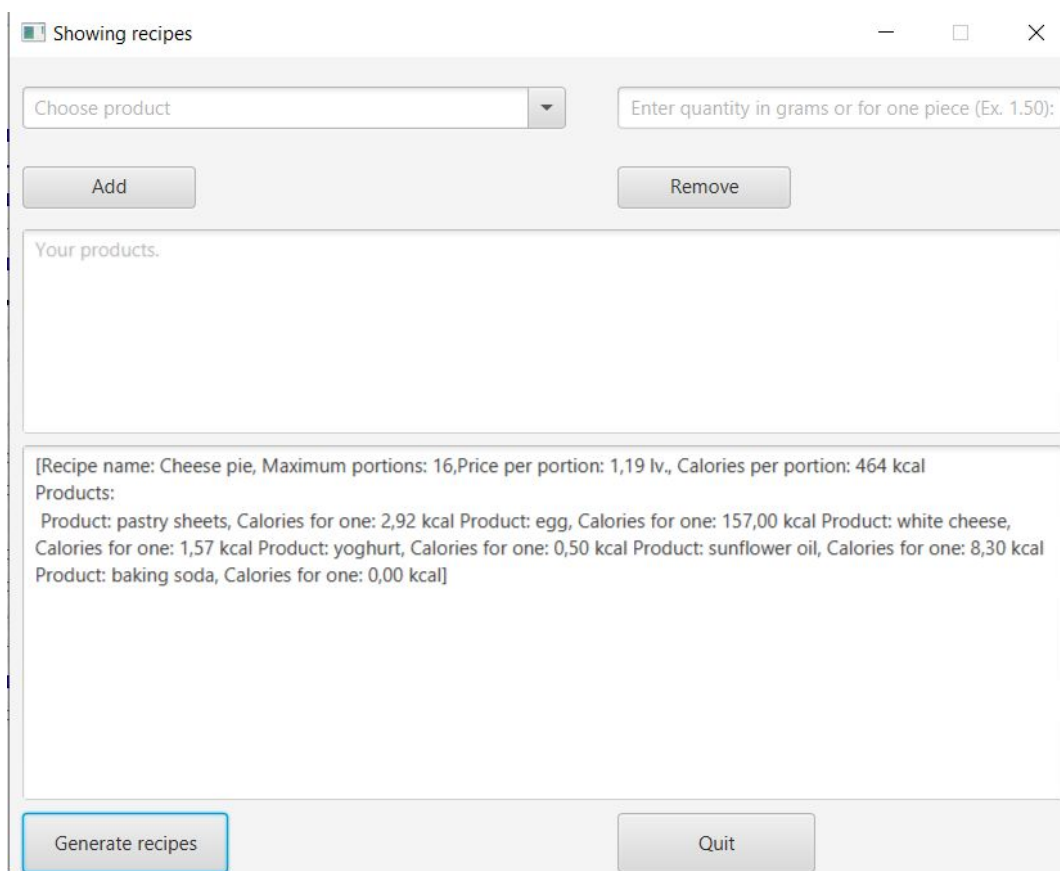 Showing recipes
Choose product
Enter quantity in grams or for one piece (Ex. 1.50):
Add
Remove
Your products.
[Recipe name: Cheese pie, Maximum portions: 16,Price per portion: 1,19 lv., Calories per portion: 464 kcal
Products:
Product: pastry sheets, Calories for one: 2,92 kcal Product: egg, Calories for one: 157,00 kcal Product: white cheese,
Calories for one: 1,57 kcal Product: yoghurt, Calories for one: 0,50 kcal Product: sunflower oil, Calories for one: 8,30 kcal
Product: baking soda, Calories for one: 0,00 kcal]
Generate recipes
Quit